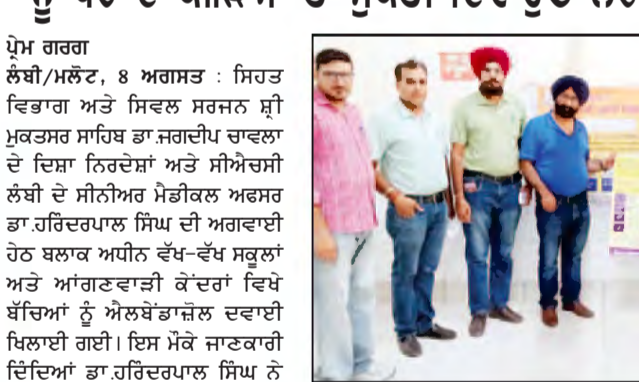 ਪ੍ਰੇਮ ਗਰਗ
ਲੰਬੀ/ਮਲੋਟ, 8 ਅਗਸਤ : ਸਿਹਤ
ਵਿਭਾਗ ਅਤੇ ਸਿਵਲ ਸਰਜਨ ਸ਼੍ਰੀ
ਮੁਕਤਸਰ ਸਾਹਿਬ ਡਾ.ਜਗਦੀਪ ਚਾਵਲਾ
ਦੇ ਦਿਸ਼ਾ ਨਿਰਦੇਸ਼ਾਂ ਅਤੇ ਸੀਐਚਸੀ
ਲੰਬੀ ਦੇ ਸੀਨੀਅਰ ਮੈਡੀਕਲ ਅਫਸਰ
ਡਾ.ਹਰਿੰਦਰਪਾਲ ਸਿੰਘ ਦੀ ਅਗਵਾਈ
ਹੇਠ ਬਲਾਕ ਅਧੀਨ ਵੱਖ-ਵੱਖ ਸਕੂਲਾਂ
ਅਤੇ ਆਂਗਣਵਾੜੀ ਕੇਂਦਰਾਂ ਵਿਖੇ
ਬੱਚਿਆਂ ਨੂੰ ਐਲਬੇਂਡਾਜ਼ੋਲ ਦਵਾਈ
ਖਿਲਾਈ ਗਈ। ਇਸ ਮੌਕੇ ਜਾਣਕਾਰੀ
ਦਿੰਦਿਆਂ ਡਾ.ਹਰਿੰਦਰਪਾਲ ਸਿੰਘ ਨੇ